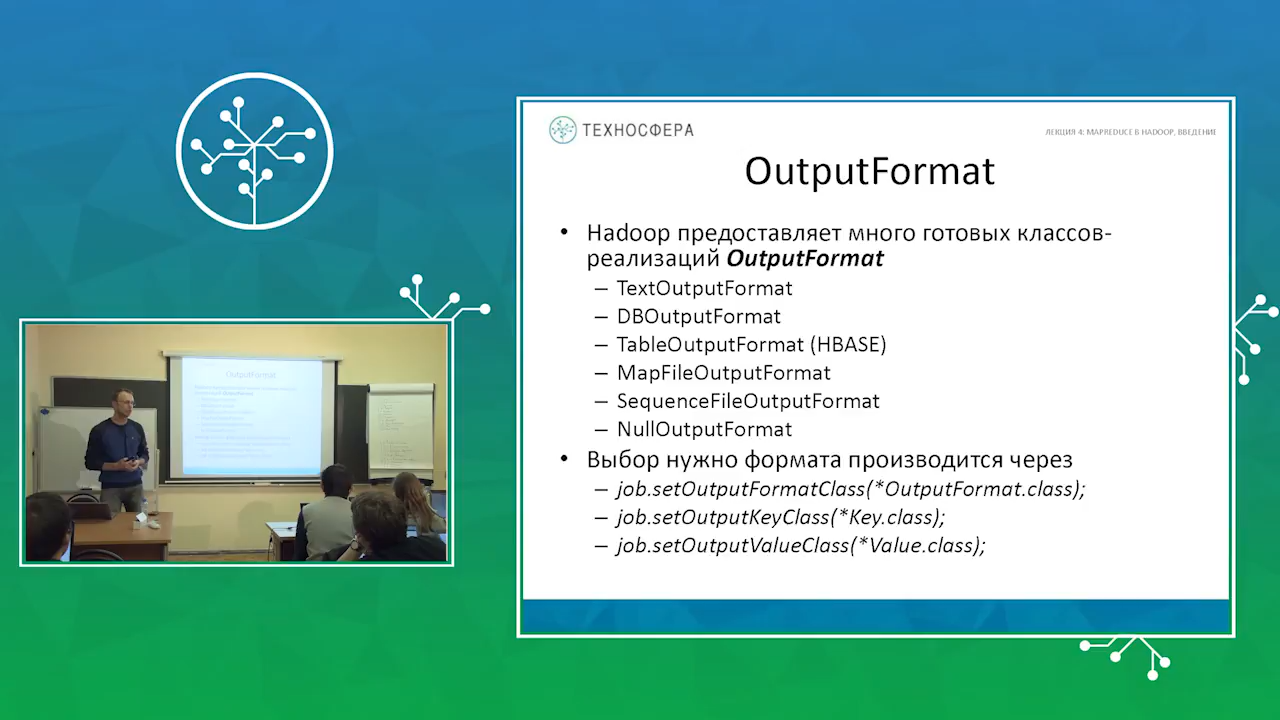 ТЕХНОСФЕРА
ЛЕКЦИЯ 4: MAPREDUCE В HADOOP, ВВЕДЕНИЕ
OutputFormat
• Hadoop предоставляет много готовых классов-
реализаций OutputFormat
– TextOutputFormat
– DBOutputFormat
– TableOutputFormat (HBASE)
– MapFileOutputFormat
– SequenceFileOutputFormat
– NullOutputFormat
• Выбор нужно формата производится через
– job.setOutputFormatClass(*OutputFormat.class);
– job.setOutputKeyClass(*Key.class);
– job.setOutputValueClass(*Value.class);
OutputFormat